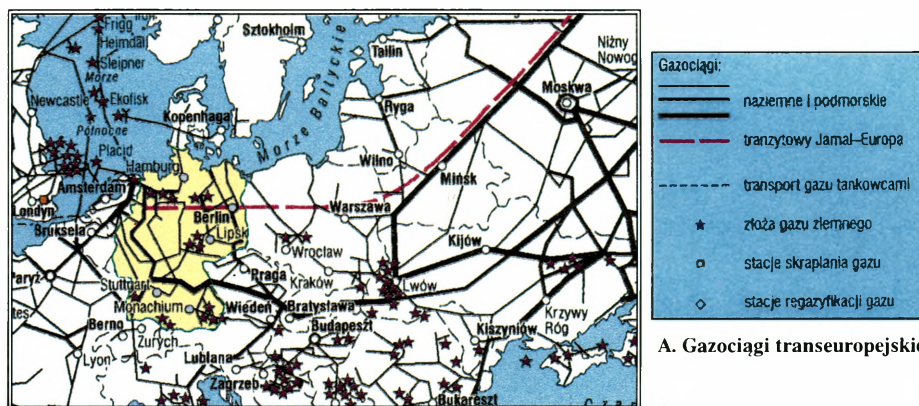 Frigg
Heimdal
Sleipner
Morze
Newcastle
Ekofisk
Północne
Placid
Sztokholm
Tallin
Niżny
Nowog
Moskwa
Ryga
Kopenhaga
Morze Bałtyckie
Wilno
Mińsk
Hamburg
Amsterdam
Londyn
Berlin
Warszawa
Bruksela
Lipsk
Wrocław
Kijów
Paryż
Praga
Kraków
Lwów
Stuttgart
Monachium
Wiedeń
Bratysława
Krzywy
Róg
tes
Berno
Zurych
Budapeszt
Kiszyniów
Lyon
Lublana
Zagrzeb
Bukareszt
C z a r
Gazociągi:
naziemne i podmorskie
tranzytowy Jamal–Europa
transport gazu tankowcami
złoża gazu ziemnego
stacje skraplania gazu
stacje regazyfikacji gazu
A. Gazociągi transeuropejskie